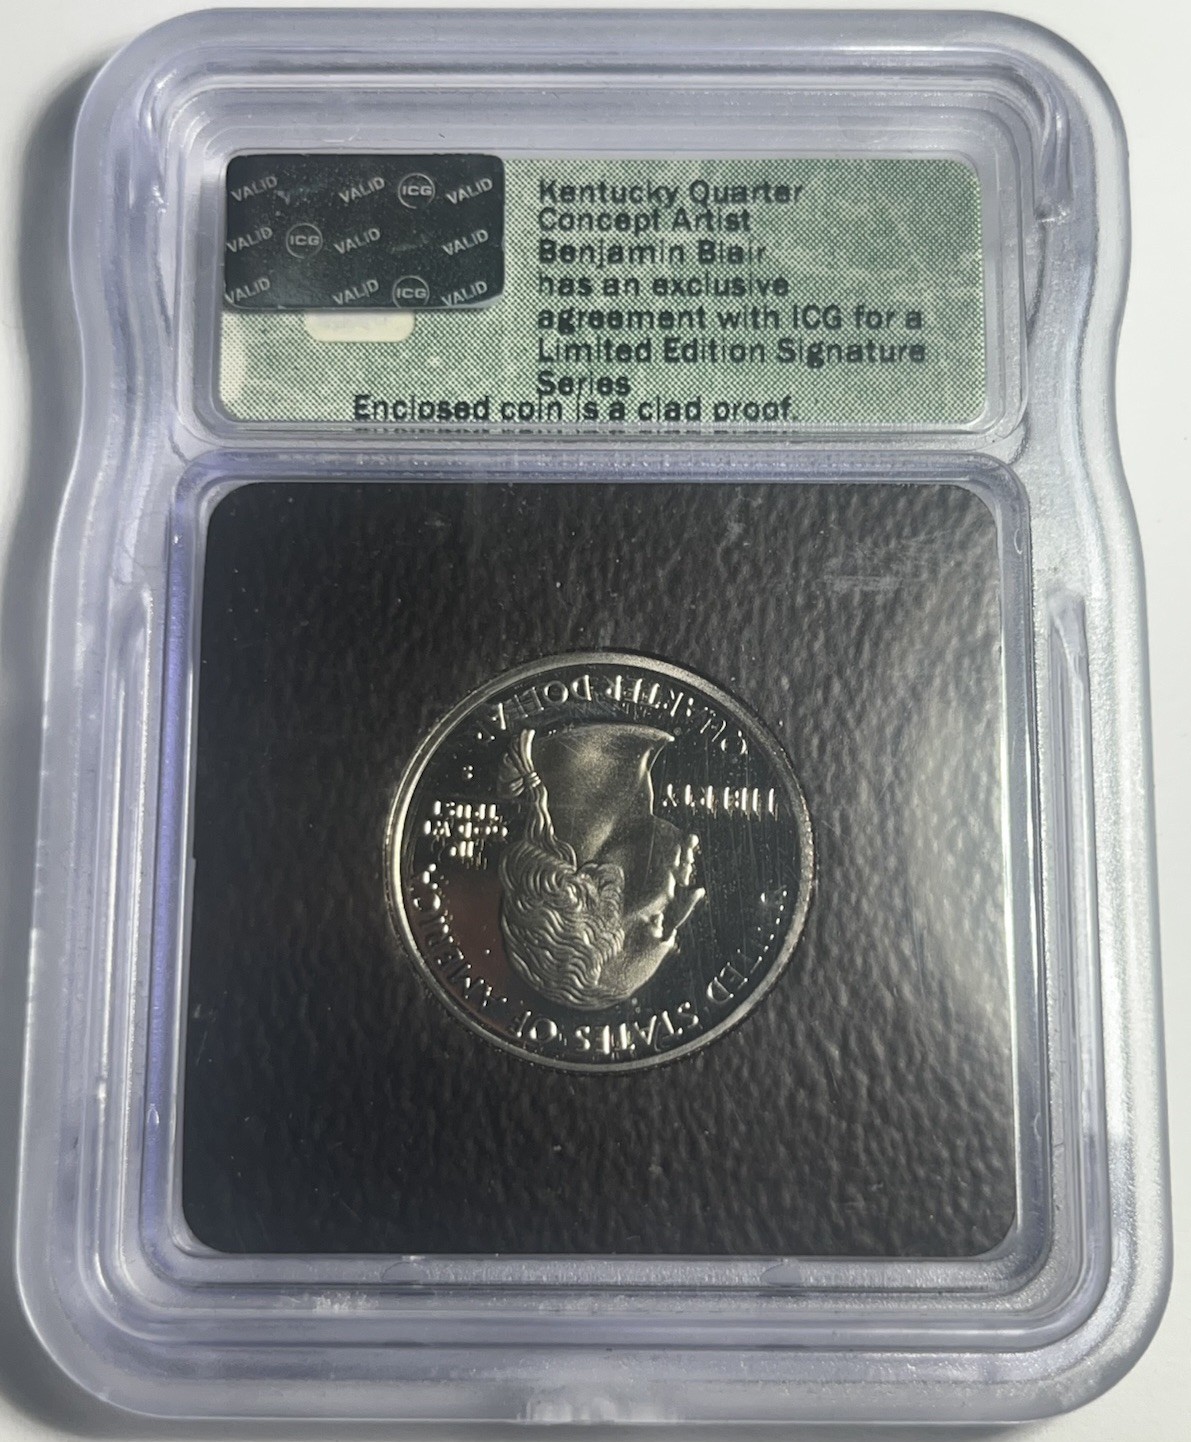 VALID VALID ICG VALID
VALID ICG VALID VALID
VALID VALID ICG VALID
Kentucky Quarter
Concept Artist
Benjamin Blair
has an exclusive
agreement with ICG for a
Limited Edition Signature
Series
Enclosed coin is a clad proof.
QUARTER DOLLAR
S
LIBERTY
IN
GOD WE
TRUST
UNITED STATES OF AMERICA